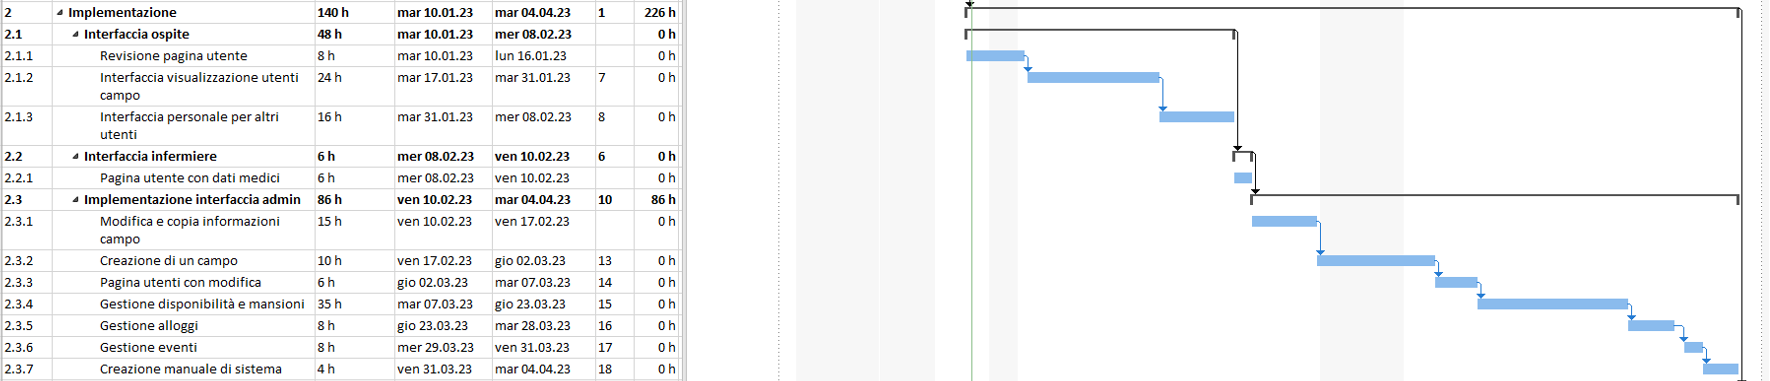 2 Implementazione 140 h mar 10.01.23 mar 04.04.23 1 226 h
2.1 Interfaccia ospite 48 h mar 10.01.23 mer 08.02.23 0 h
2.1.1 Revisione pagina utente 8 h mar 10.01.23 lun 16.01.23 0 h
2.1.2 Interfaccia visualizzazione utenti 24 h mar 17.01.23 mar 31.01.23 7 0 h
campo
2.1.3 Interfaccia personale per altri 16 h mar 31.01.23 mer 08.02.23 8 0 h
utenti
2.2 Interfaccia infermiere 6 h mer 08.02.23 ven 10.02.23 6 0 h
2.2.1 Pagina utente con dati medici 6 h mer 08.02.23 ven 10.02.23 0 h
2.3 Implementazione interfaccia admin 86 h ven 10.02.23 mar 04.04.23 10 86 h
2.3.1 Modifica e copia informazioni 15 h ven 10.02.23 ven 17.02.23 0 h
campo
2.3.2 Creazione di un campo 10 h ven 17.02.23 gio 02.03.23 13 0 h
2.3.3 Pagina utenti con modifica 6 h gio 02.03.23 mar 07.03.23 14 0 h
2.3.4 Gestione disponibilità e mansioni 35 h mar 07.03.23 gio 23.03.23 15 0 h
2.3.5 Gestione alloggi 8 h gio 23.03.23 mar 28.03.23 16 0 h
2.3.6 Gestione eventi 8 h mer 29.03.23 ven 31.03.23 17 0 h
2.3.7 Creazione manuale di sistema 4 h ven 31.03.23 mar 04.04.23 18 0 h